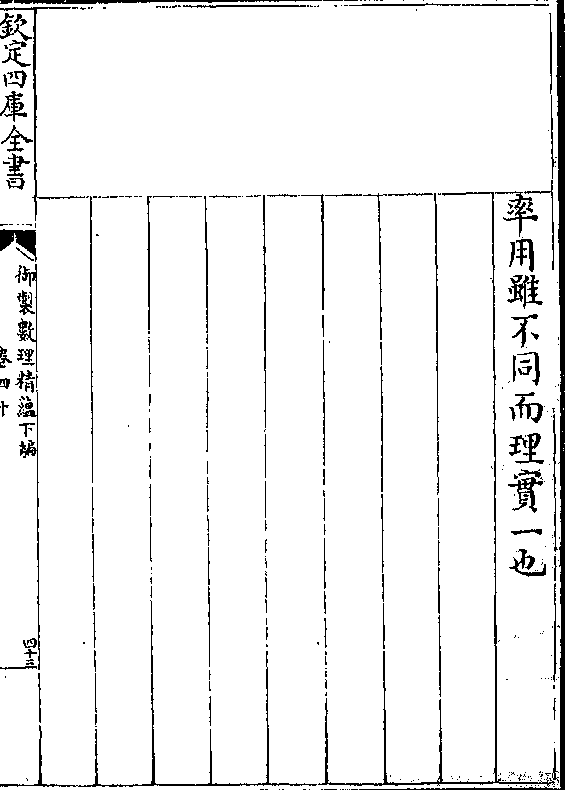 率用雖不同而理實一也
欽定四庫全書
御製數理精蘊下編
卷四十
四十三